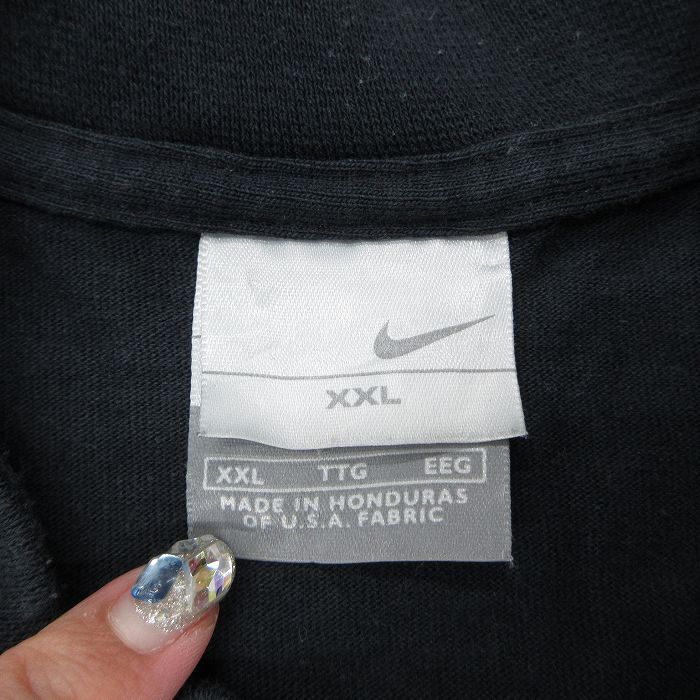 XXL
XXL TTG EEG
MADE IN HONDURAS
OF U.S.A. FABRIC